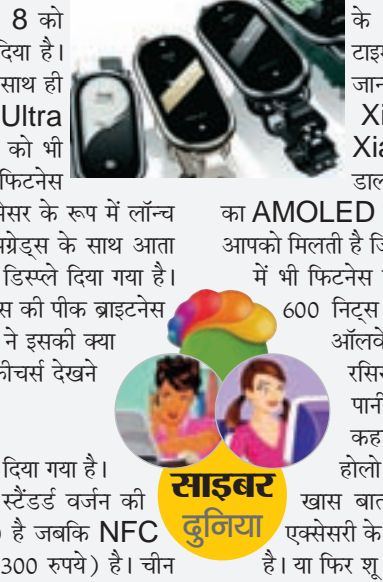 8 को
दिया है।
साथ ही
Ultra
को भी
फिटनेस
सेसर के रूप में लॉन्च
ग्रेड्स के साथ आता
डिस्प्ले दिया गया है।
स की पीक ब्राइटनेस
ने इसकी क्या
फीचर्स देखने
दिया गया है।
स्टैंडर्ड वर्जन की
) है जबकि NFC
300 रुपये) है। चीन
साइबर
दुनिया
के
टाइम
जान
Xi
Xia
डाल
का AMOLED
आपको मिलती है जि
में भी फिटनेस
600 निट्स
ऑलवे
रसि
पानी
कह
होलो
खास बात
एक्सेसरी के
है। या फिर शू